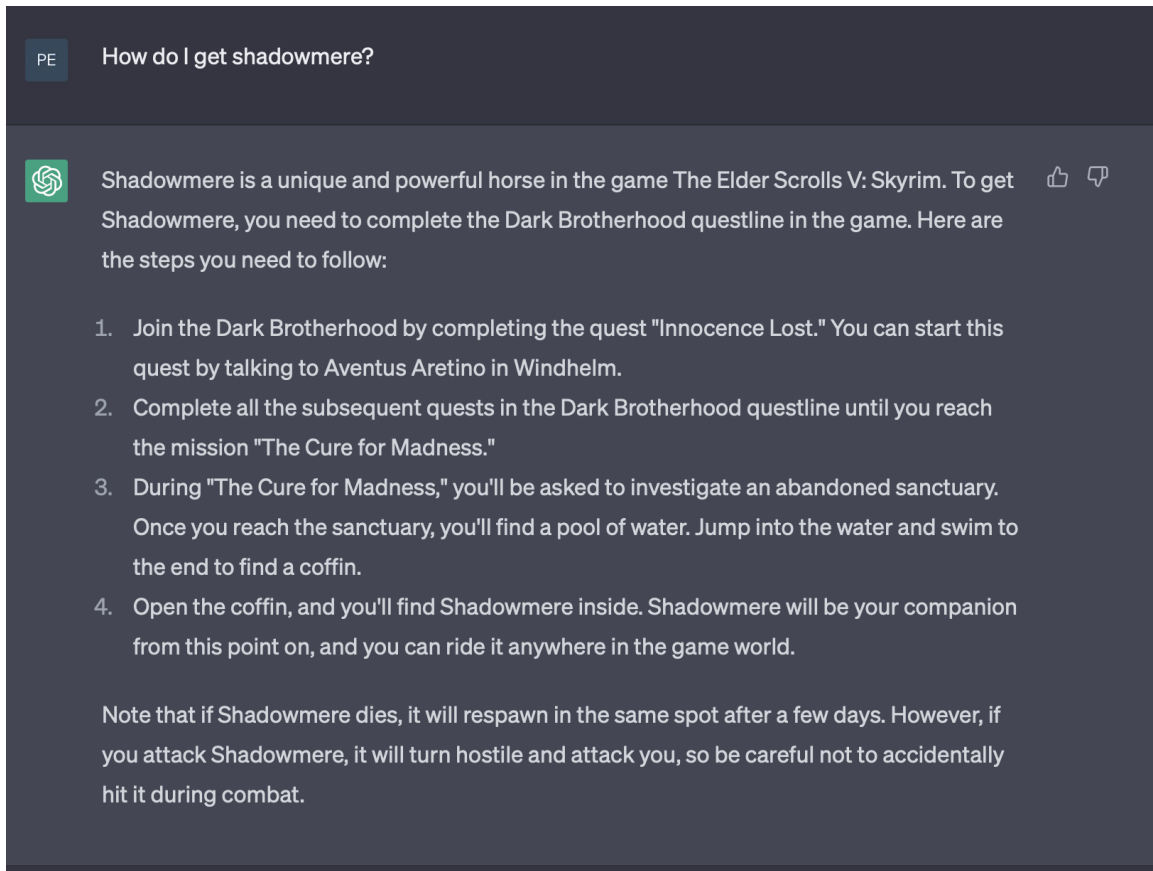 PE
How do I get shadowmere?
Shadowmere is a unique and powerful horse in the game The Elder Scrolls V: Skyrim. To get
Shadowmere, you need to complete the Dark Brotherhood questline in the game. Here are
the steps you need to follow:
1. Join the Dark Brotherhood by completing the quest "Innocence Lost." You can start this
quest by talking to Aventus Aretino in Windhelm.
2. Complete all the subsequent quests in the Dark Brotherhood questline until you reach
the mission "The Cure for Madness."
3. During "The Cure for Madness," you'll be asked to investigate an abandoned sanctuary.
Once you reach the sanctuary, you'll find a pool of water. Jump into the water and swim to
the end to find a coffin.
4. Open the coffin, and you'll find Shadowmere inside. Shadowmere will be your companion
from this point on, and you can ride it anywhere in the game world.
Note that if Shadowmere dies, it will respawn in the same spot after a few days. However, if
you attack Shadowmere, it will turn hostile and attack you, so be careful not to accidentally
hit it during combat.